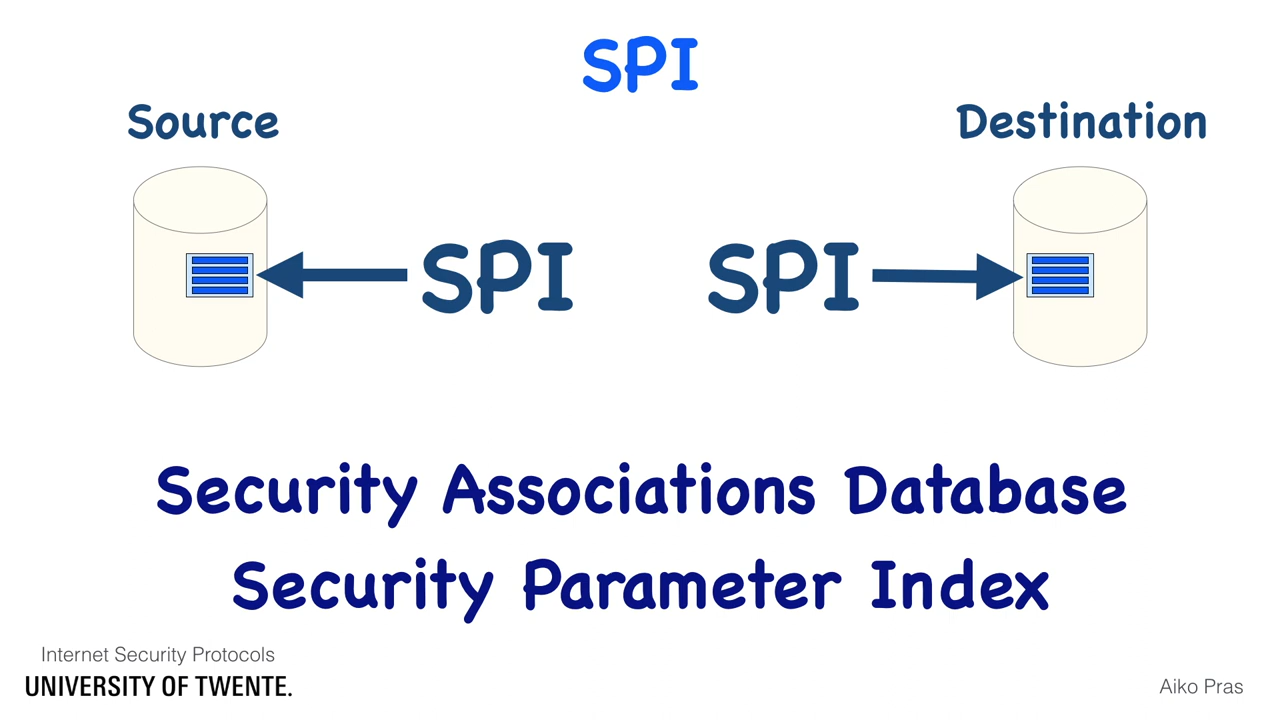 SPI
Source
Destination
SPI
SPI
Security Associations Database
Security Parameter Index
Internet Security Protocols
UNIVERSITY OF TWENTE.
Aiko Pras